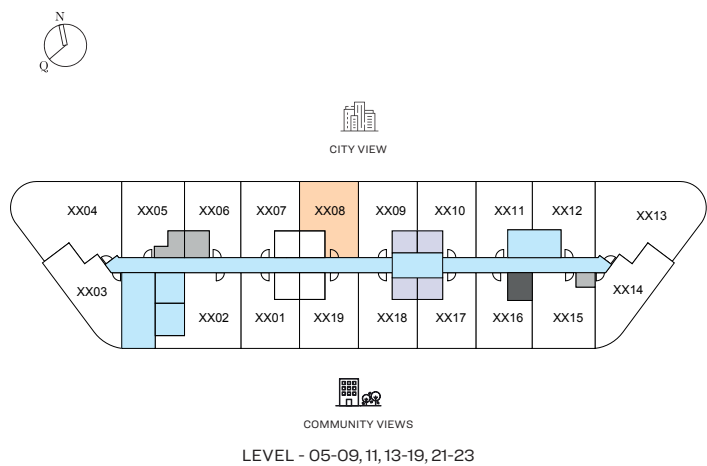 N
Q
CITY VIEW
XX04 XX05 XX06 XX07 XX08 XX09 XX10 XX11 XX12 XX13
XX03 XX14
XX02 XX01 XX19 XX18 XX17 XX16 XX15
COMMUNITY VIEWS
LEVEL - 05-09, 11, 13-19, 21-23